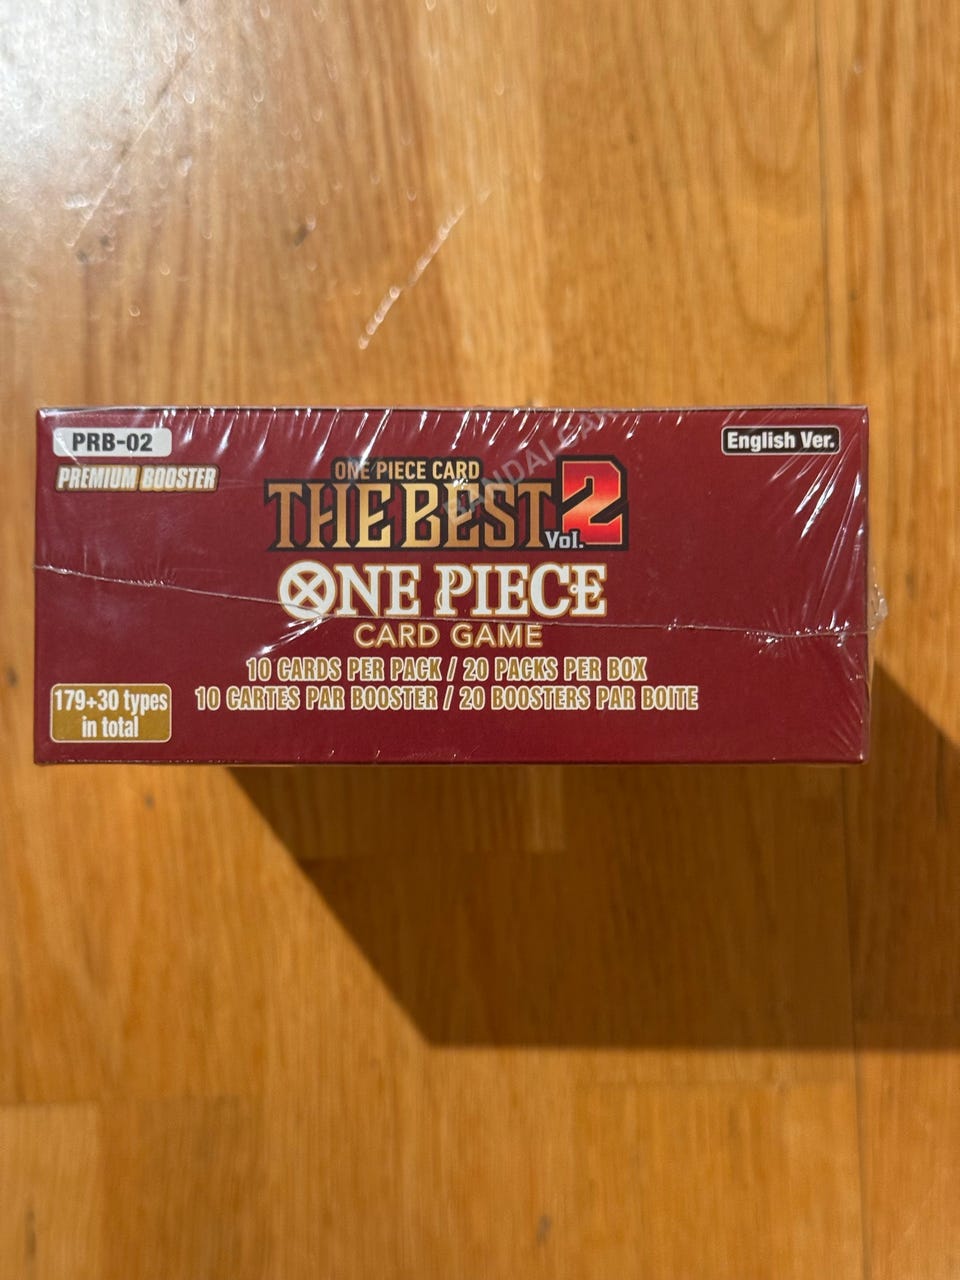 PRB-02
English Ver.
PREMIUM BOOSTER
ONE PIECE CARD
THE BEST
Vol. 2
ONE PIECE
CARD GAME
10 CARDS PER PACK / 20 PACKS PER BOX
10 CARTES PAR BOOSTER / 20 BOOSTERS PAR BOITE
179+30 types
in total